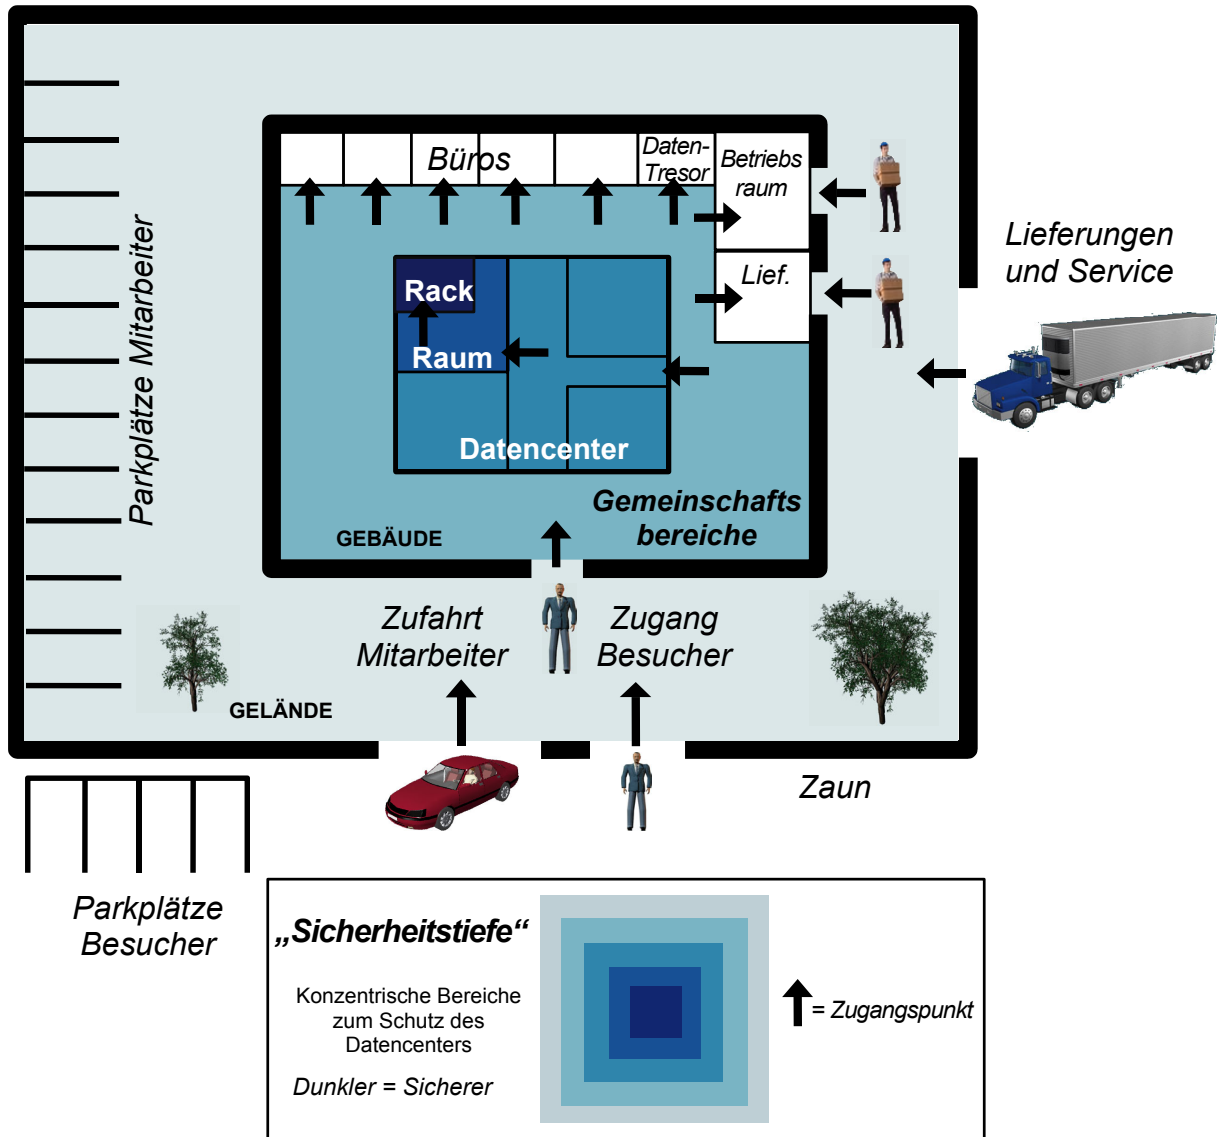 Büros
Daten-
Tresor
Betriebs
raum
Lieferungen
und Service
Lief.
Parkplätze Mitarbeiter
Rack
Raum
Datencenter
Gemeinschafts
bereiche
GEBÄUDE
Zufahrt
Mitarbeiter
Zugang
Besucher
GELÄNDE
Zaun
Parkplätze
Besucher
„Sicherheitstiefe“
Konzentrische Bereiche
zum Schutz des
Datencenters
Dunkler = Sicherer
= Zugangspunkt